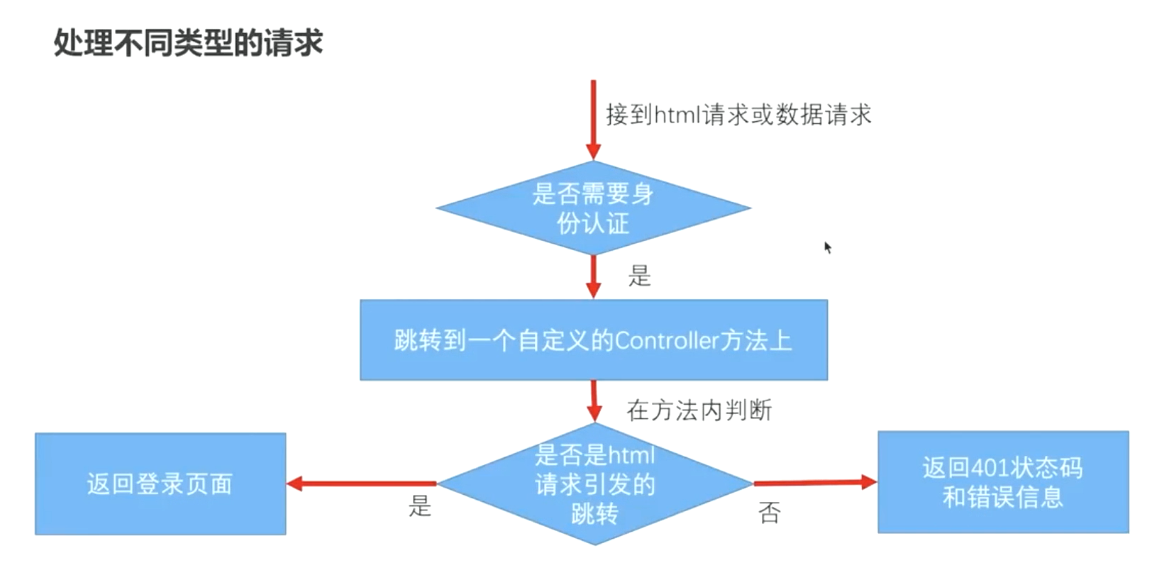 处理不同类型的请求
接到html请求或数据请求
是否需要身
份认证
是
跳转到一个自定义的Controller方法上
在方法内判断
返回登录页面
是
是否是html
请求引发的
跳转
否
返回401状态码
和错误信息